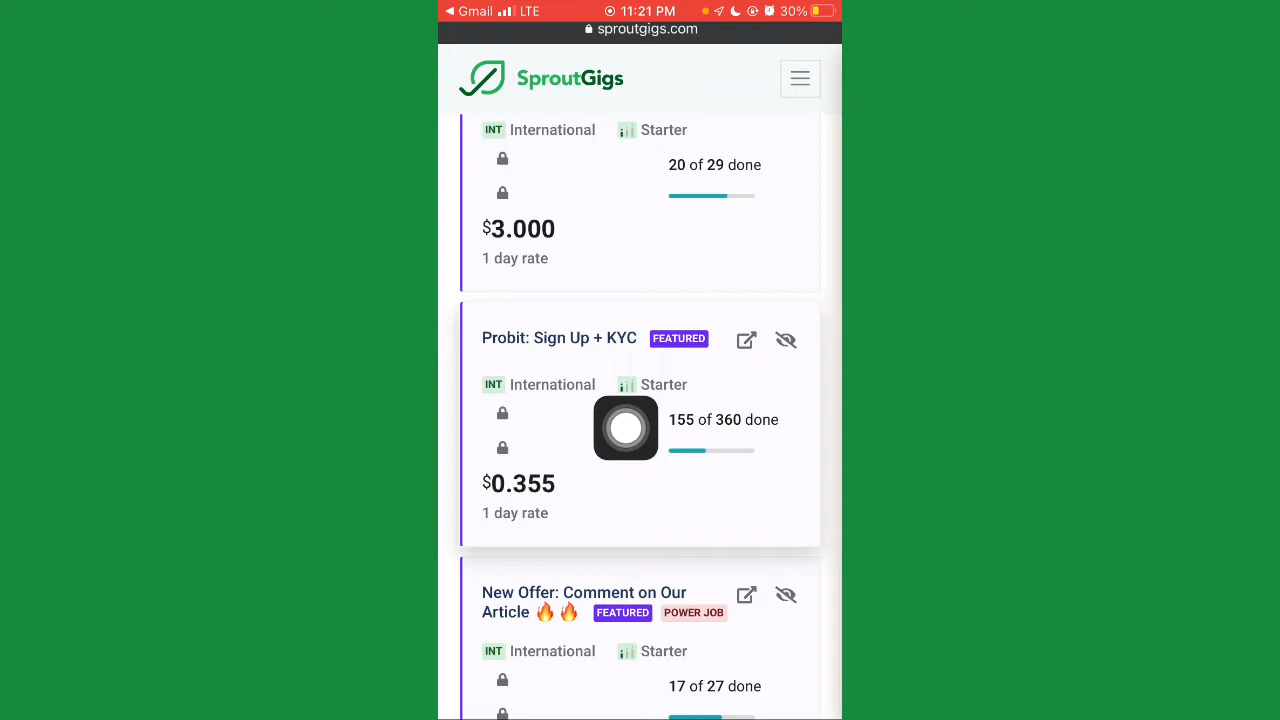 Gmail LTE 11:21 PM 30%
sproutgigs.com
SproutGigs
INT International Starter
20 of 29 done
$3.000
1 day rate
Probit: Sign Up + KYC FEATURED
INT International Starter
155 of 360 done
$0.355
1 day rate
New Offer: Comment on Our
Article 🔥🔥 FEATURED POWER JOB
INT International Starter
17 of 27 done